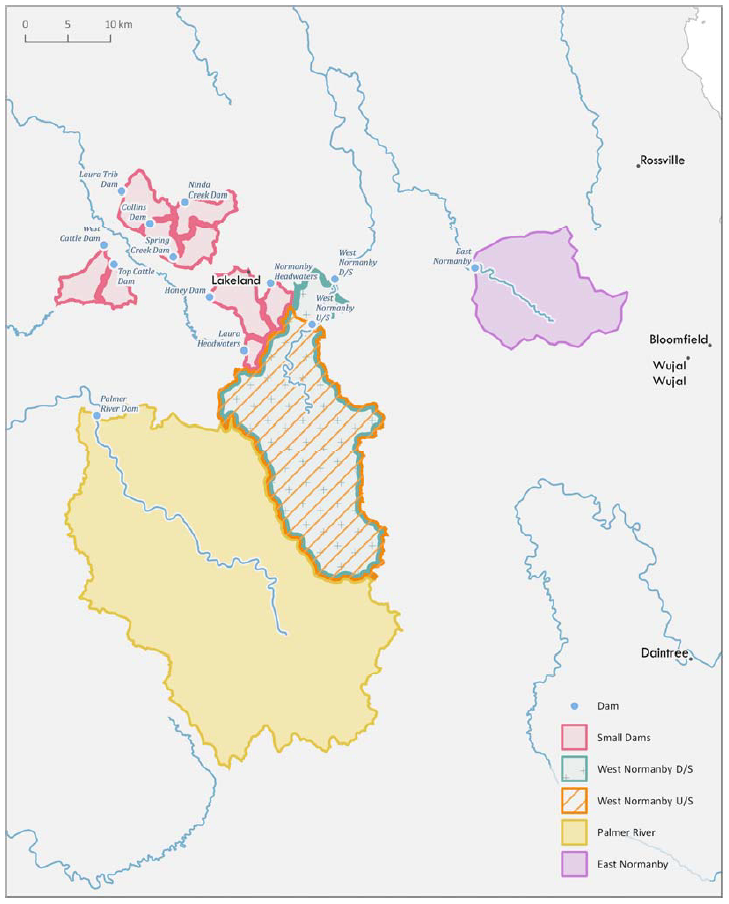 0 5 10 km
Rossville
Laura Trib
Dam
Ninda
Creek Dam
Collins
Dam
West
Cattle Dam
Spring
Creek Dam
Top Cattle
Dam
Lakeland
Honey Dam
Normanby
Headwaters
West
Normanby
D/S
West
Normanby
U/S
East
Normanby
Laura
Headwaters
Bloomfield
Wujal
Wujal
Palmer
River Dam
Daintree
Dam
Small Dams
West Normanby D/S
West Normanby U/S
Palmer River
East Normanby